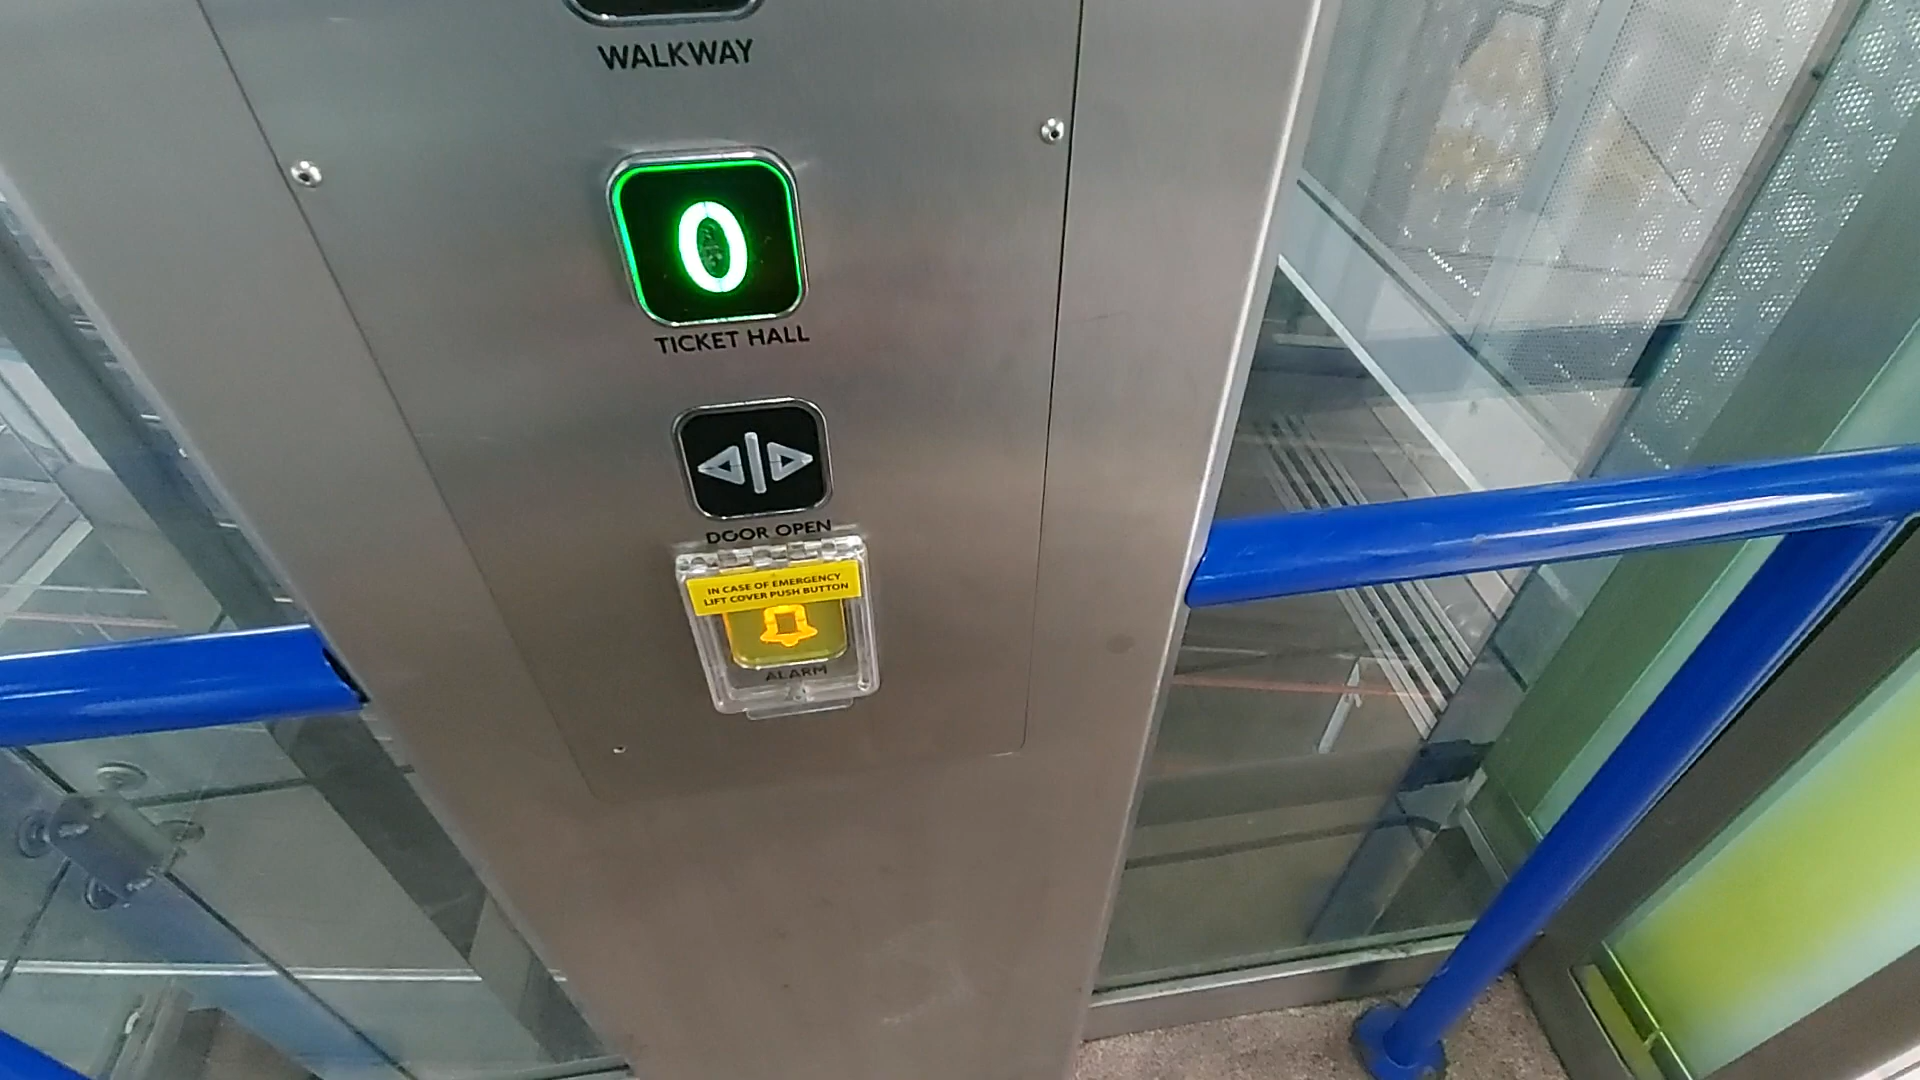 WALKWAY
0
TICKET HALL
DOOR OPEN
IN CASE OF EMERGENCY
LIFT COVER PUSH BUTTON
ALARM